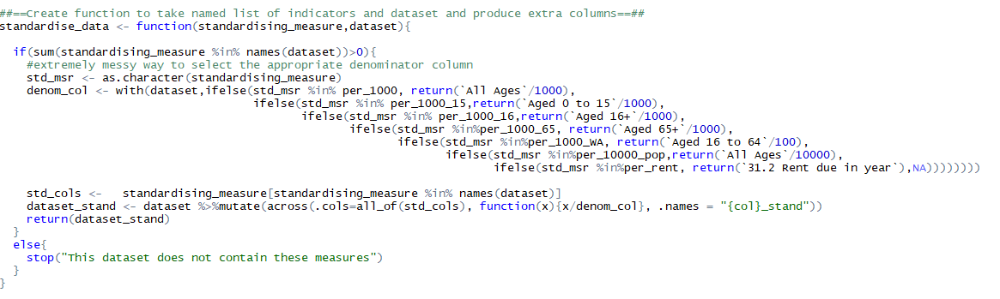 ##==Create function to take named list of indicators and dataset and produce extra columns==##
standardise_data <- function(standardising_measure,dataset){
if(sum(standardising_measure %in% names(dataset))>0){
#extremely messy way to select the appropriate denominator column
std_msr <- as.character(standardising_measure)
denom_col <- with(dataset,ifelse(std_msr %in% per_1000, return(`All Ages`/1000),
ifelse(std_msr %in% per_1000_15,return(`Aged 0 to 15`/1000),
ifelse(std_msr %in% per_1000_16,return(`Aged 16+`/1000),
ifelse(std_msr %in%per_1000_65, return(`Aged 65+`/1000),
ifelse(std_msr %in%per_1000_WA, return(`Aged 16 to 64`/100),
ifelse(std_msr %in%per_10000_pop,return(`All Ages`/10000),
ifelse(std_msr %in%per_rent, return(`31.2 Rent due in year`),NA))))))))
std_cols <- standardising_measure[standardising_measure %in% names(dataset)]
dataset_stand <- dataset %>%mutate(across(.cols=all_of(std_cols), function(x){x/denom_col}, .names = "{col}_stand"))
return(dataset_stand)
}
else{
stop("This dataset does not contain these measures")
}
}